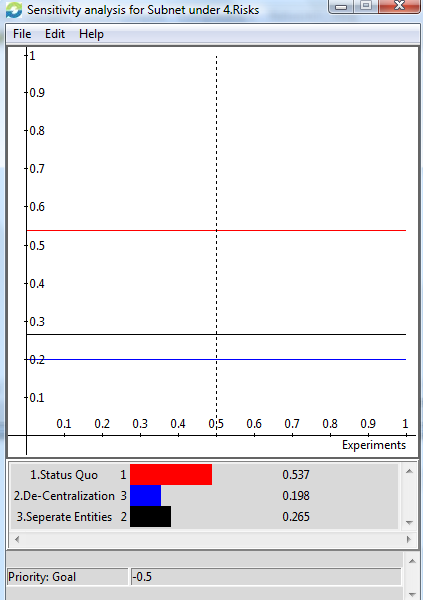 Sensitivity analysis for Subnet under 4.Risks
File Edit Help
1
0.9
0.8
0.7
0.6
0.5
0.4
0.3
0.2
0.1
0.1 0.2 0.3 0.4 0.5 0.6 0.7 0.8 0.9 1
Experiments
1.Status Quo 1 0.537
2.De-Centralization 3 0.198
3.Seperate Entities 2 0.265
Priority: Goal -0.5